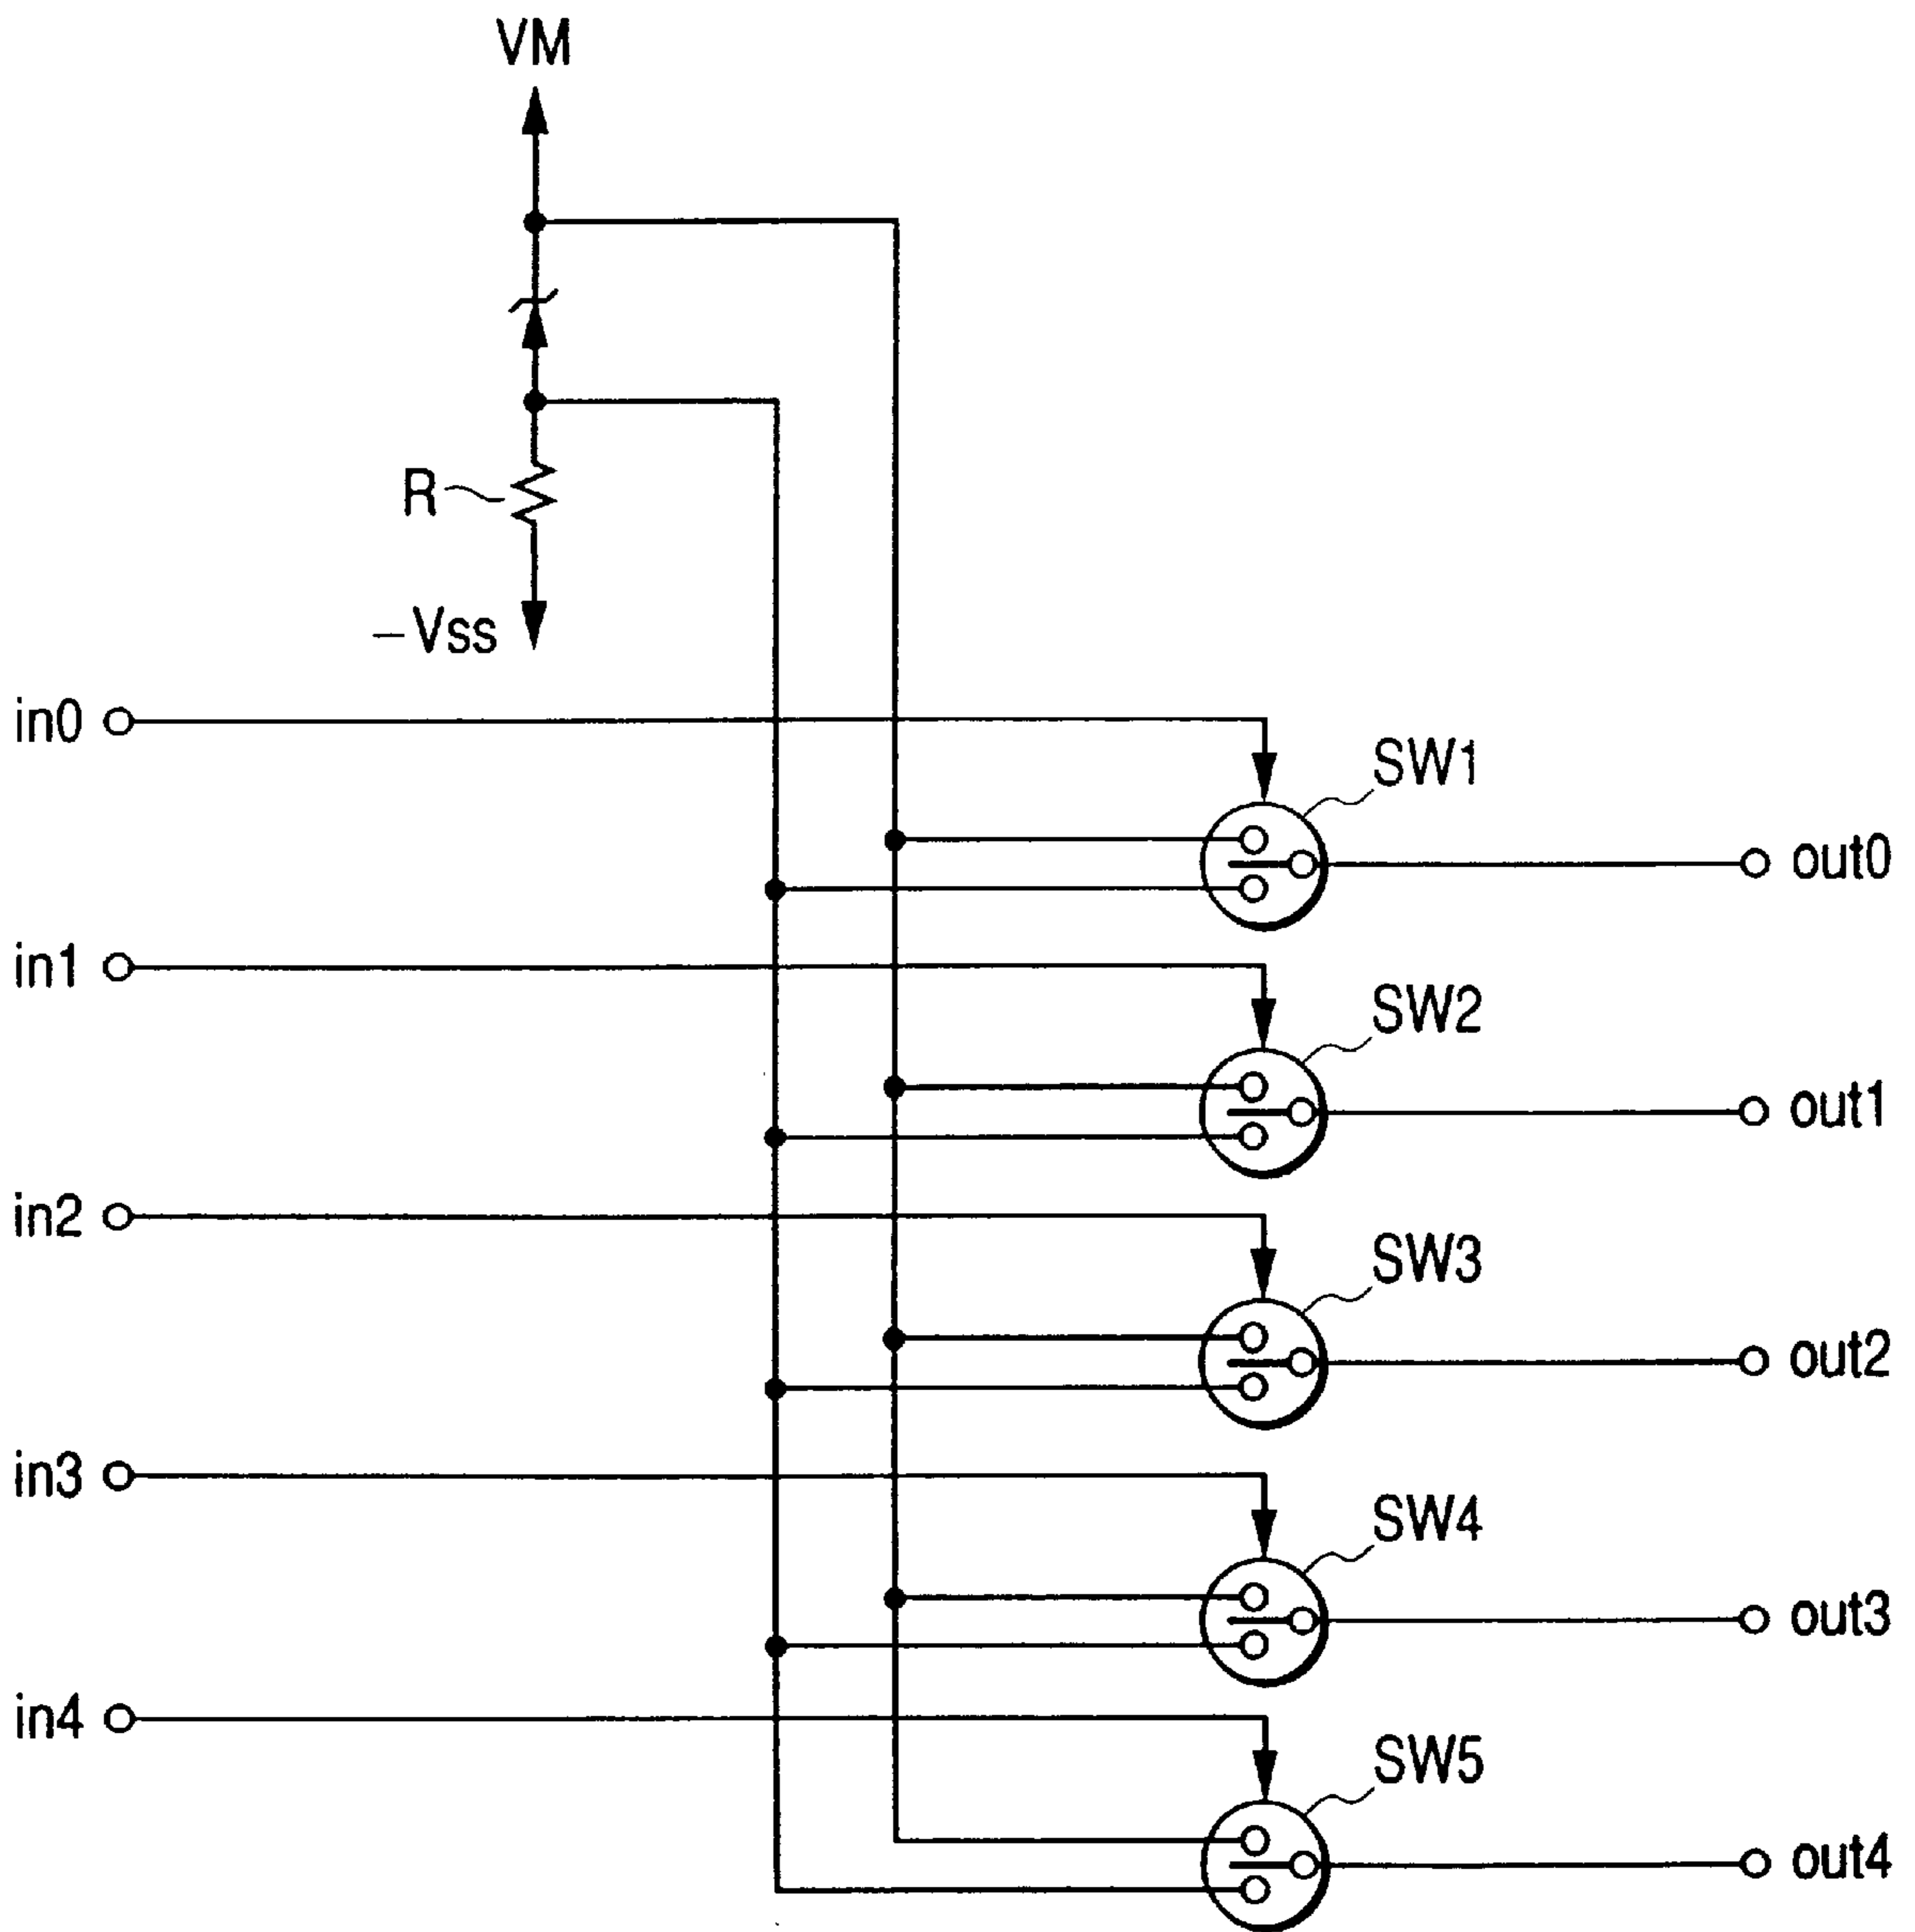 VM
R
−Vss
in0
SW1
out0
in1
SW2
out1
in2
SW3
out2
in3
SW4
out3
in4
SW5
out4